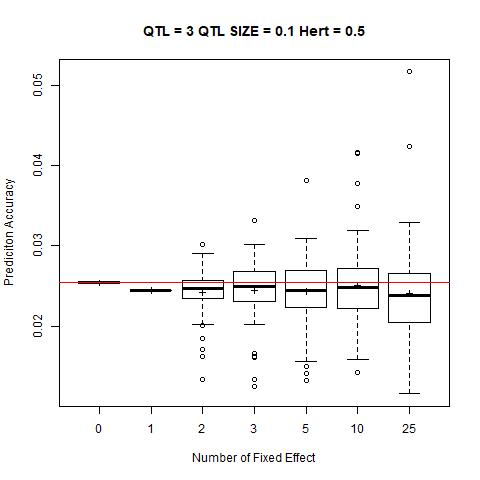 QTL = 3 QTL SIZE = 0.1 Hert = 0.5
Prediciton Accuracy
0.05
0.04
0.03
0.02
0 1 2 3 5 10 25
Number of Fixed Effect